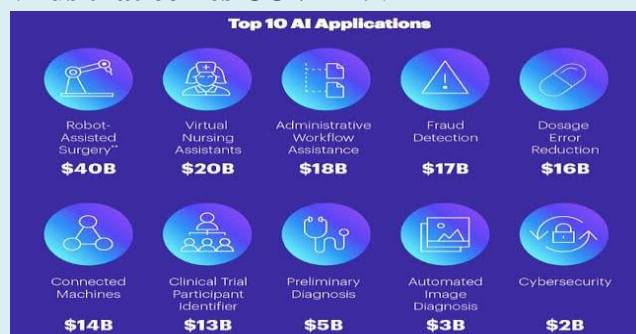 Top 10 AI Applications
Robot-
Assisted
Surgery**
$40B
Virtual
Nursing
Assistants
$20B
Administrative
Workflow
Assistance
$18B
Fraud
Detection
$17B
Dosage
Error
Reduction
$16B
Connected
Machines
$14B
Clinical Trial
Participant
Identifier
$13B
Preliminary
Diagnosis
$5B
Automated
Image
Diagnosis
$3B
Cybersecurity
$2B